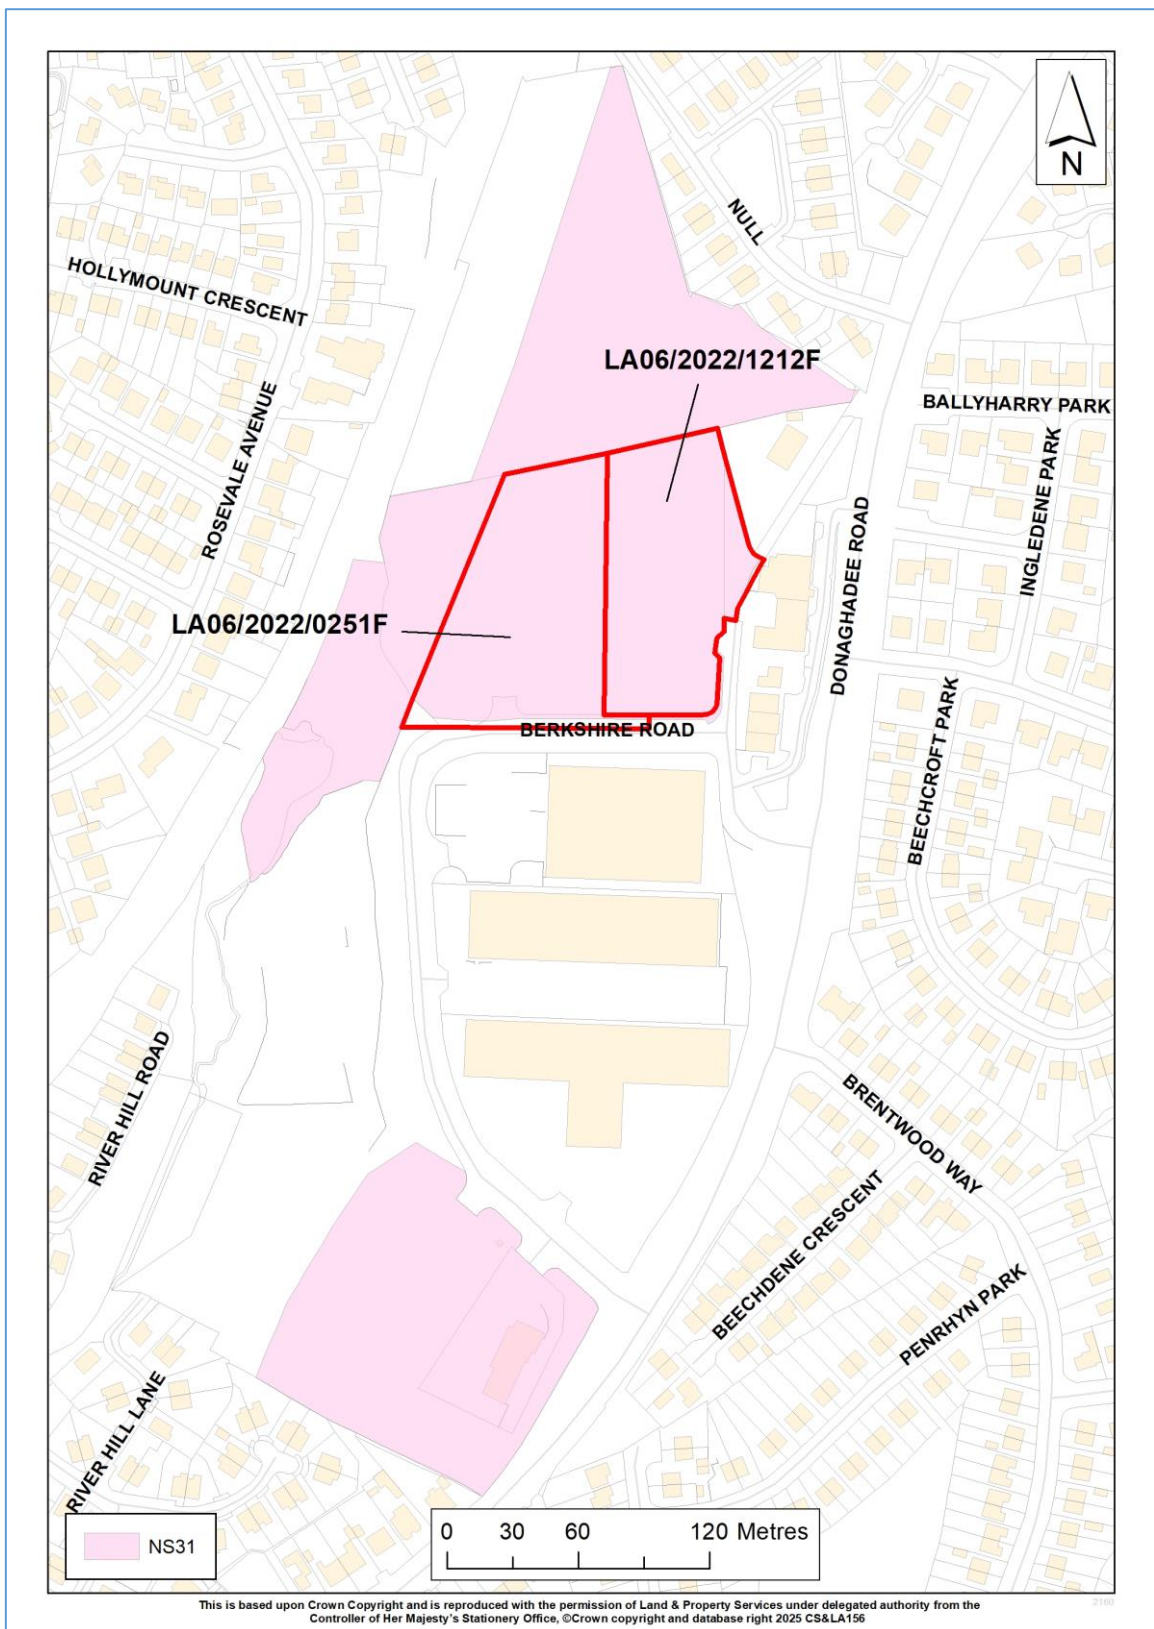 N
NULL
HOLLYMOUNT CRESCENT
LA06/2022/1212F
BALLYHARRY PARK
ROSEVALE AVENUE
INGLEDENE PARK
DONAGHADEE ROAD
LA06/2022/0251F
BEECHCROFT PARK
BERKSHIRE ROAD
RIVER HILL ROAD
BRENTWOOD WAY
BEECHDENE CRESCENT
PENRHYN PARK
RIVER HILL LANE
NS31
0 30 60 120 Metres
This is based upon Crown Copyright and is reproduced with the permission of Land & Property Services under delegated authority from the
Controller of Her Majesty's Stationery Office, ©Crown copyright and database right 2025 CS&LA156
2160